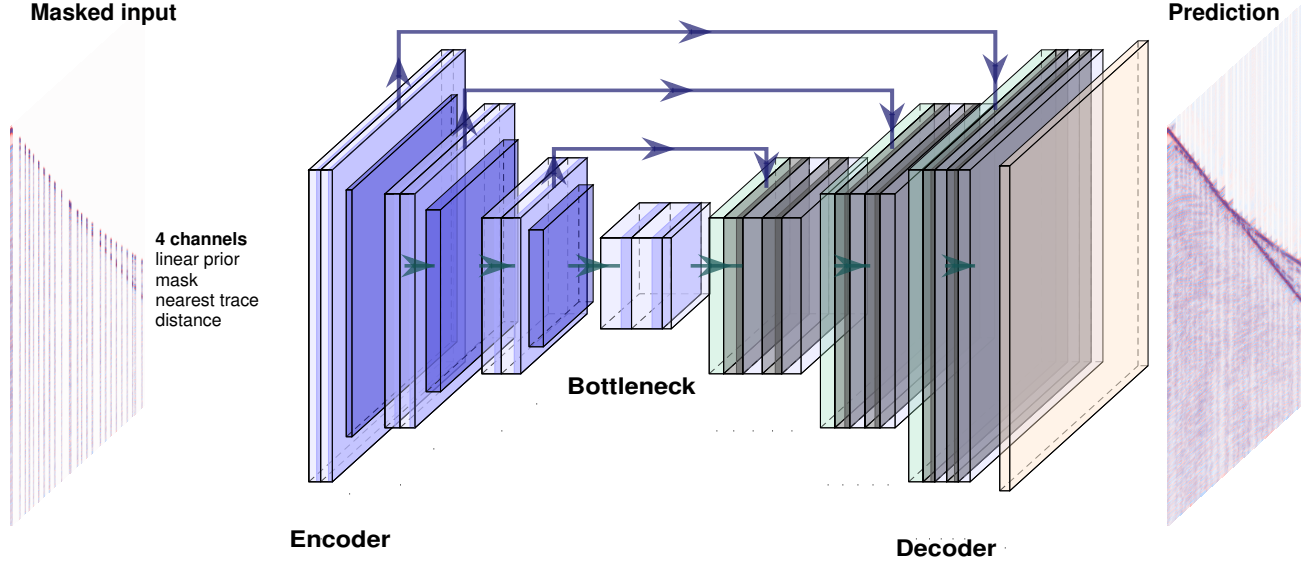 Masked input
Prediction
4 channels
linear prior
mask
nearest trace
distance
Bottleneck
Encoder
Decoder